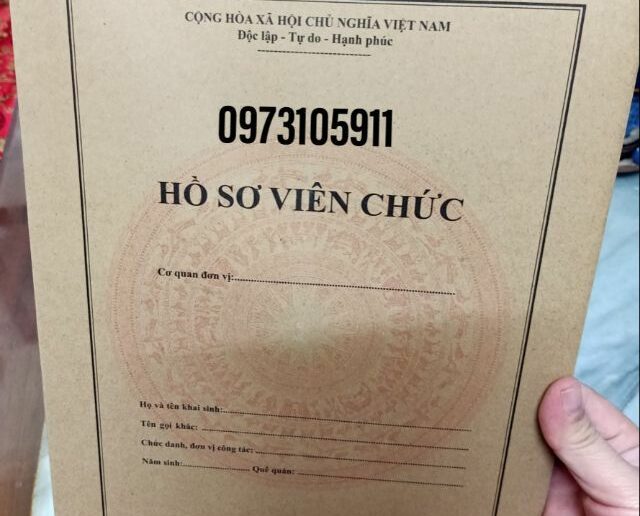 CỘNG HÒA XÃ HỘI CHỦ NGHĨA VIỆT NAM
Độc lập - Tự do - Hạnh phúc
0973105911
HỒ SƠ VIÊN CHỨC
Cơ quan đơn vị:
Họ và tên khai sinh:
Tên gọi khác:
Chức danh, đơn vị công tác:
Năm sinh: Quê quán: